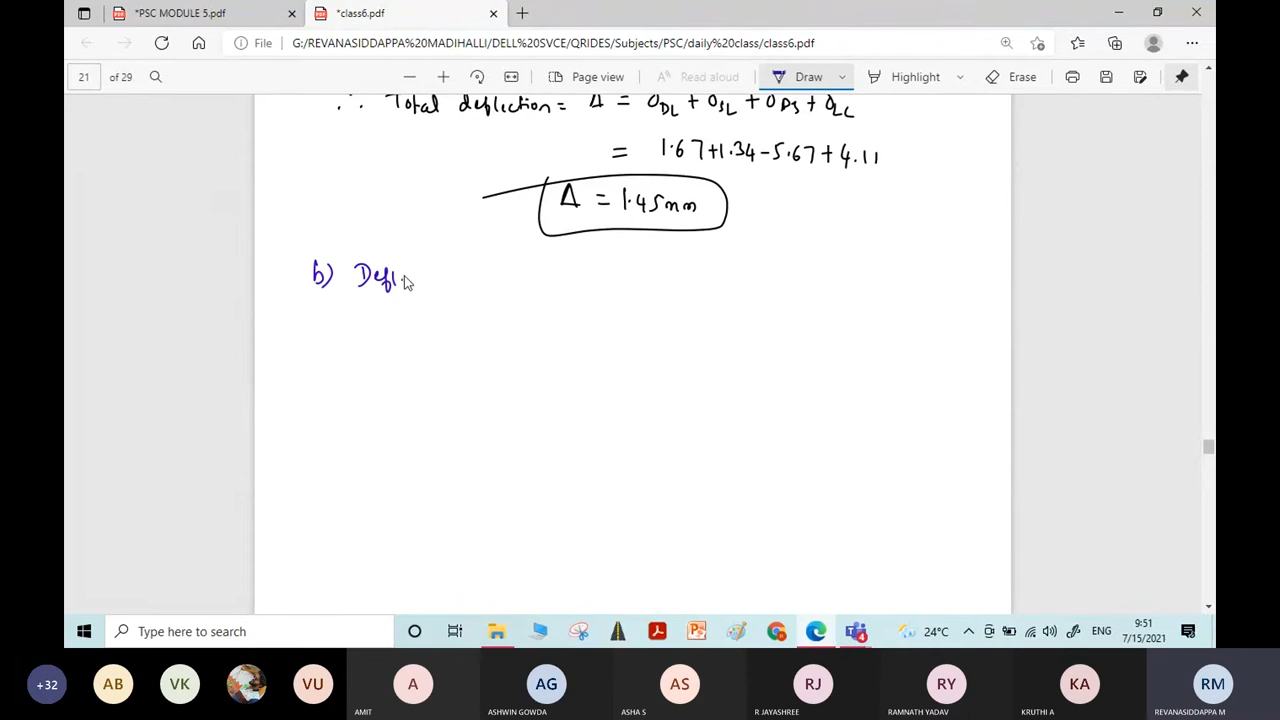 *PSC MODULE 5.pdf
*class6.pdf
File G:/REVANASIDDAPPA%20MADIHALLI/DELL%20SVCE/QRIDES/Subjects/PSC/daily%20class/class6.pdf
21 of 29 Page view Read aloud Draw Highlight Erase
∴ Total deflection = Δ = δDL + δSL + δPS + δLL
= 1.67+1.34-5.67+4.11
Δ = 1.45mm
b) Defl
Type here to search
4
24°C
ENG
9:51
7/15/2021
+32 AB VK VU A AG AS RJ RY KA RM
AMIT ASHWIN GOWDA ASHA S R JAYASHREE RAMNATH YADAV KRUTHI A REVANASIDDAPPA M